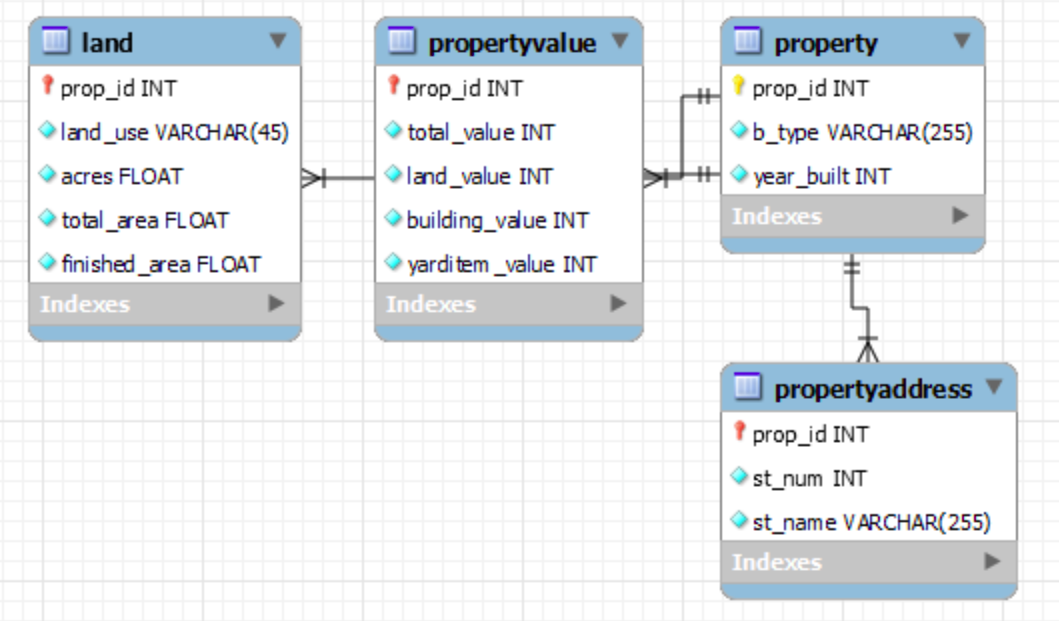 land
prop_id INT
land_use VARCHAR(45)
acres FLOAT
total_area FLOAT
finished_area FLOAT
Indexes
propertyvalue
prop_id INT
total_value INT
land_value INT
building_value INT
yarditem_value INT
Indexes
property
prop_id INT
b_type VARCHAR(255)
year_built INT
Indexes
propertyaddress
prop_id INT
st_num INT
st_name VARCHAR(255)
Indexes